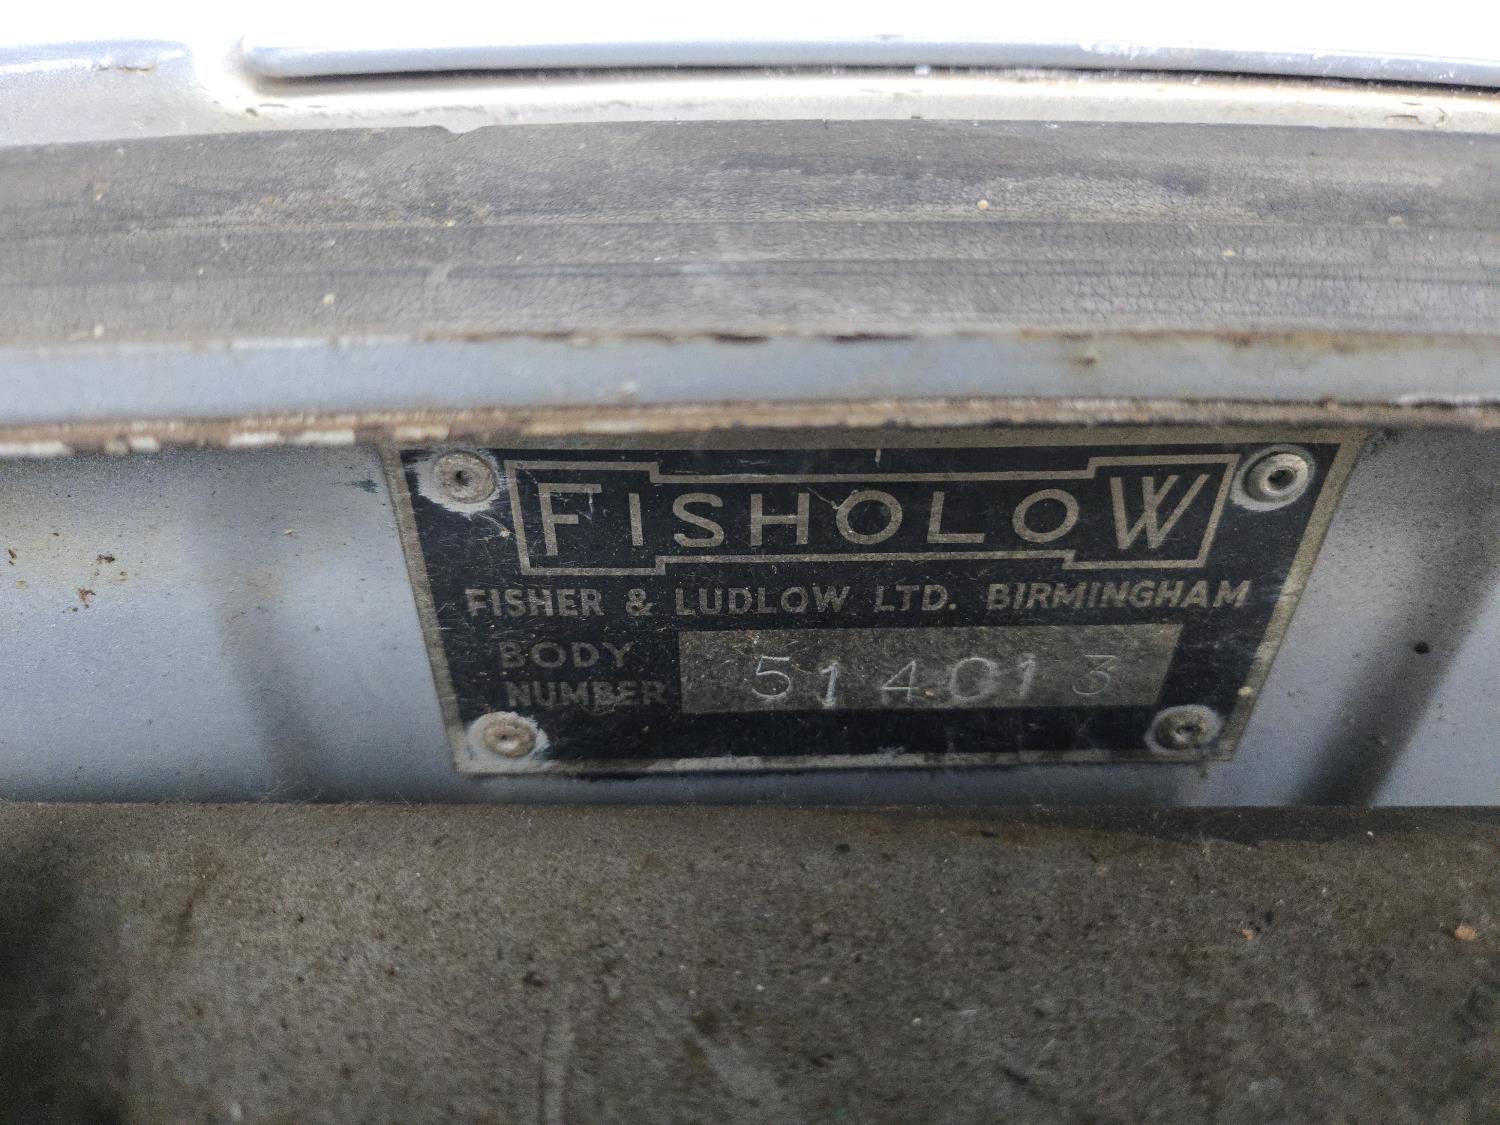 FISHOLOW
FISHER & LUDLOW LTD. BIRMINGHAM
BODY
NUMBER 514013